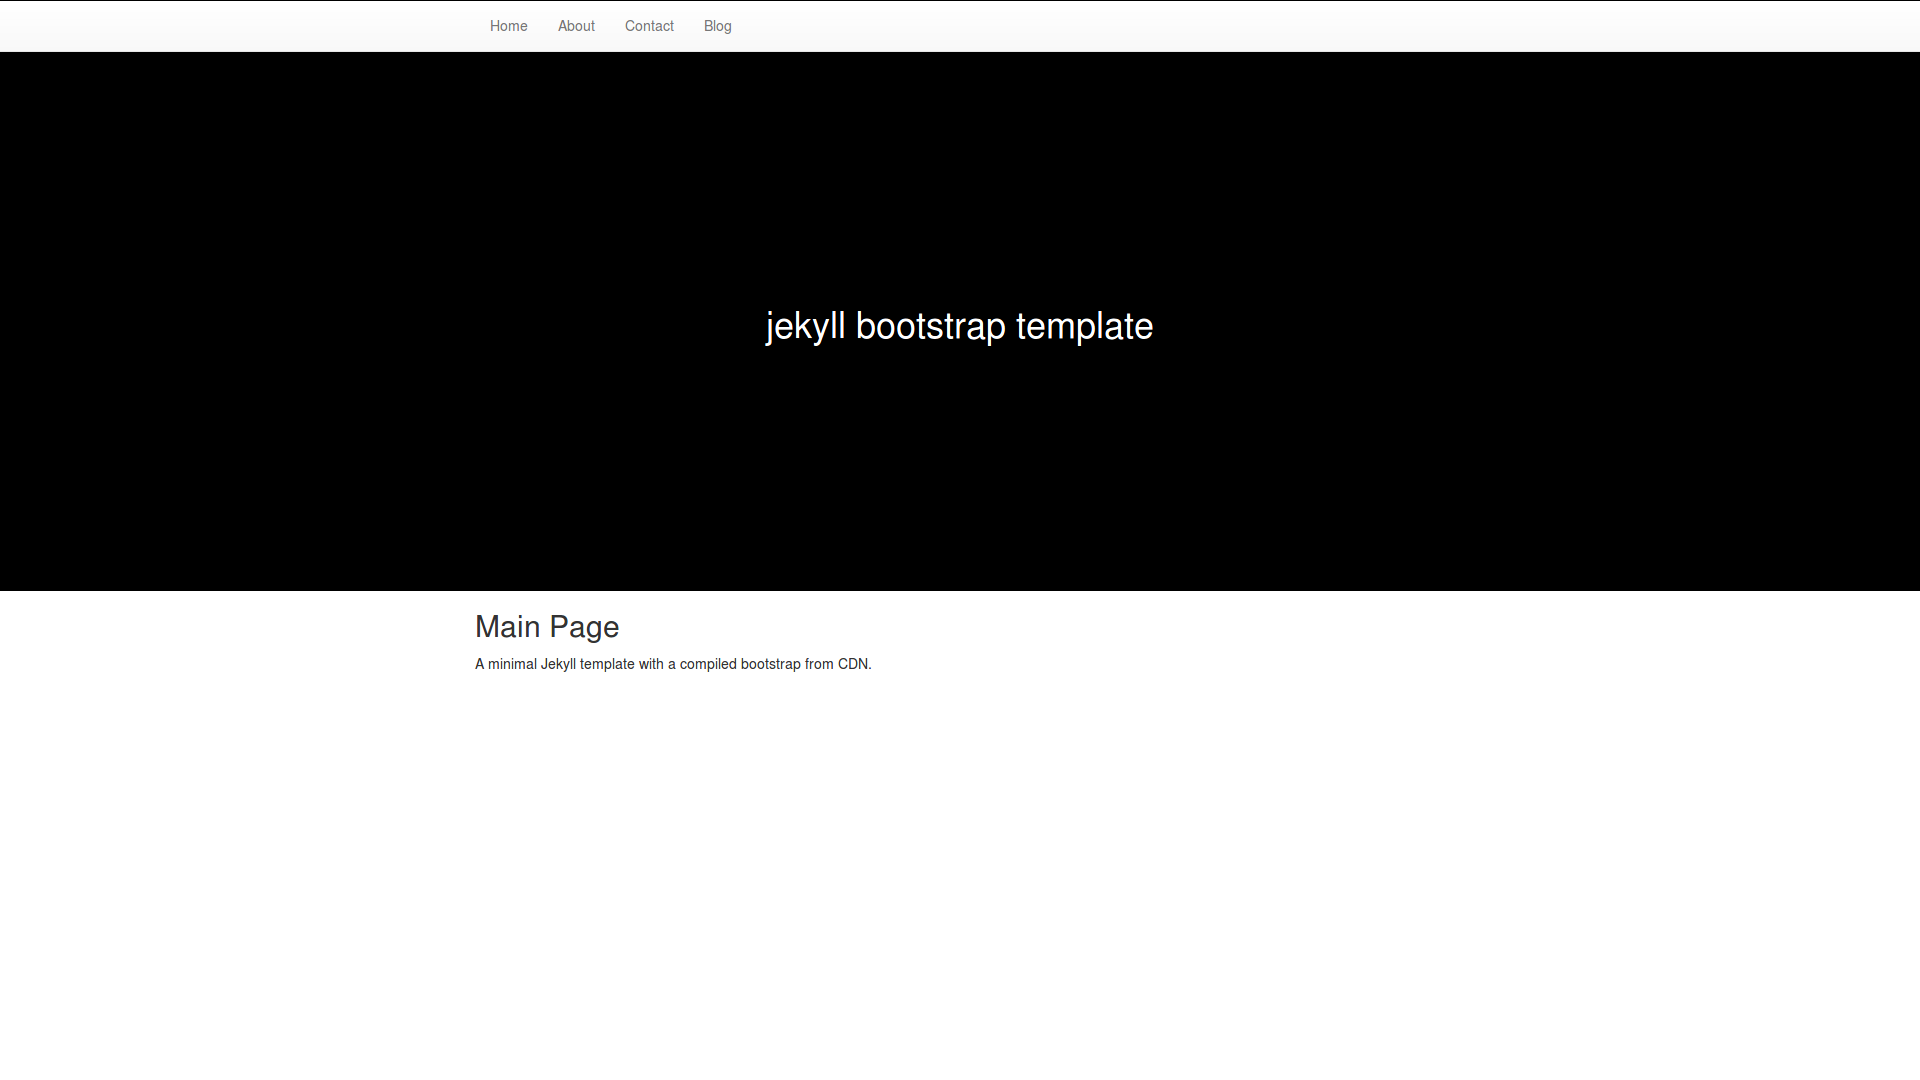 Home About Contact Blog
jekyll bootstrap template
Main Page
A minimal Jekyll template with a compiled bootstrap from CDN.